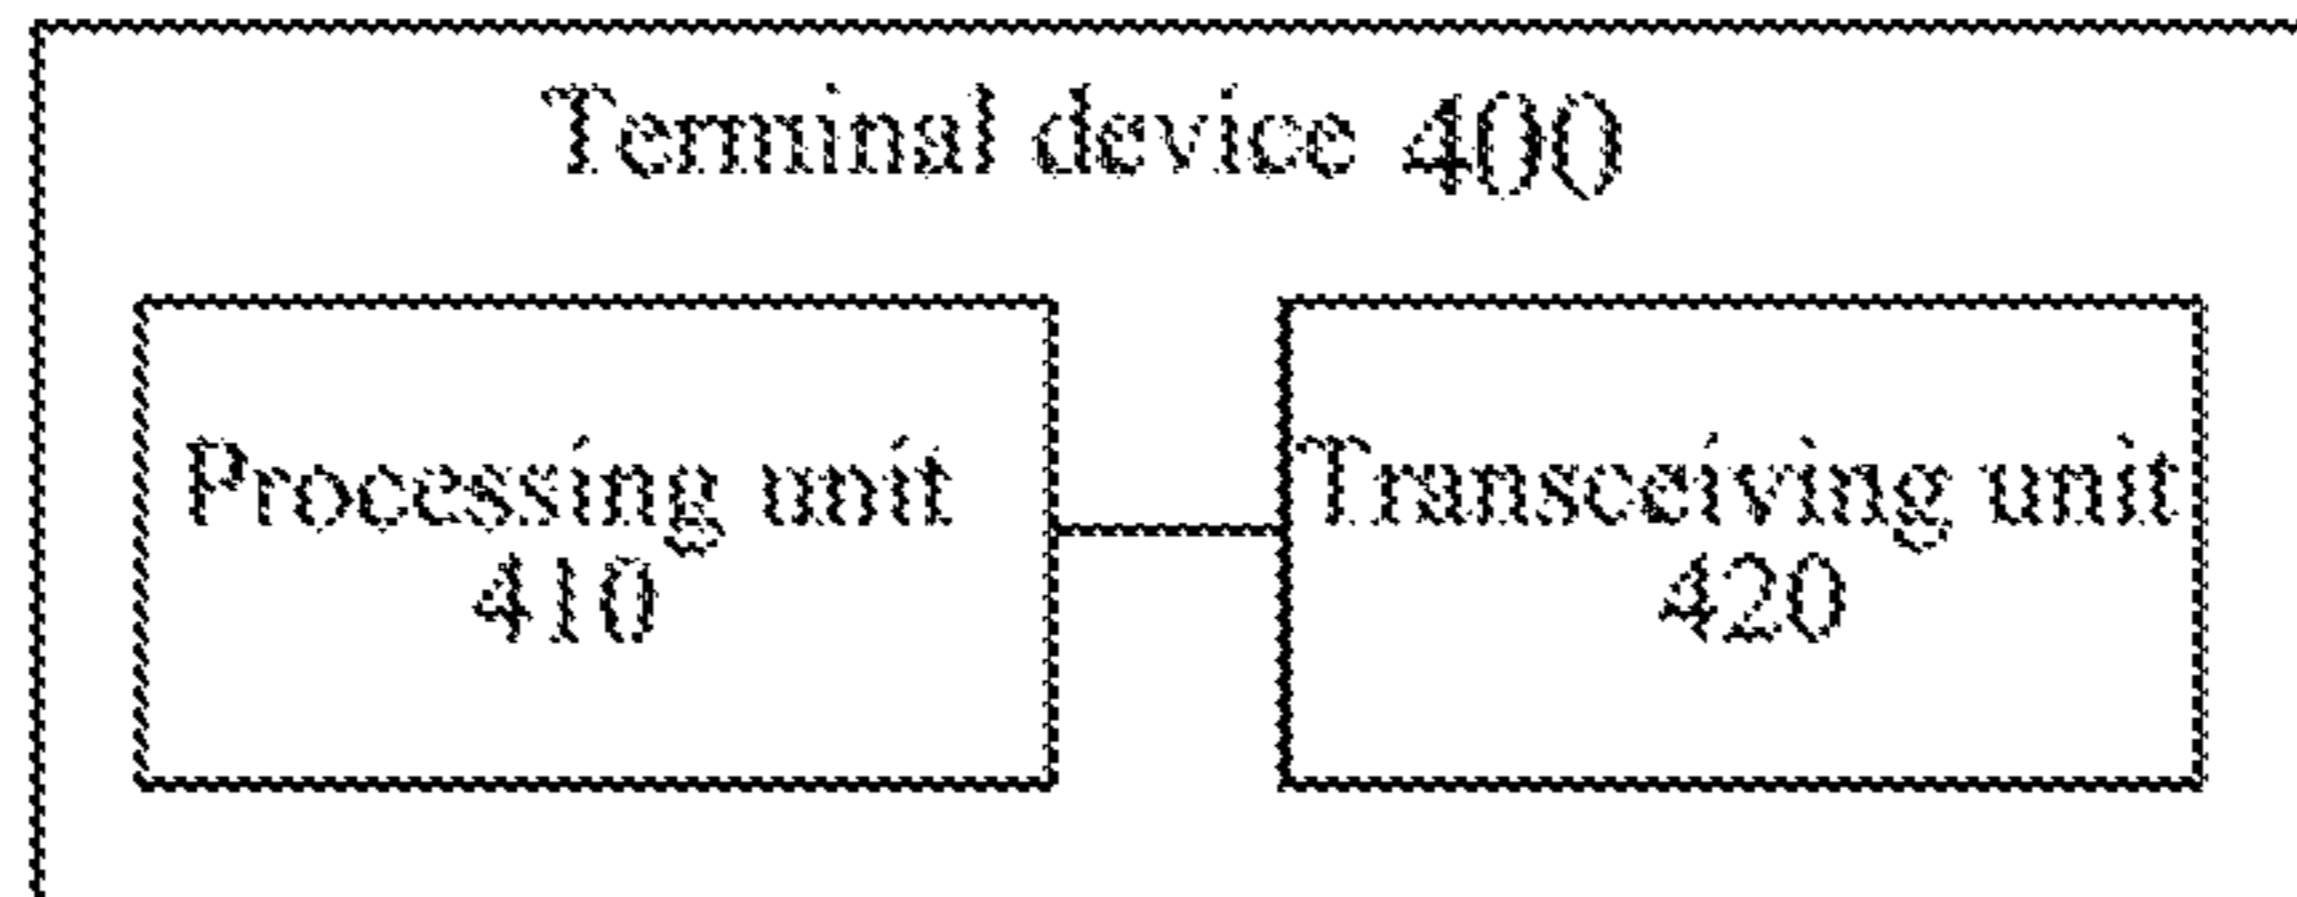 Terminal device 400
Processing unit
410
Transceiving unit
420